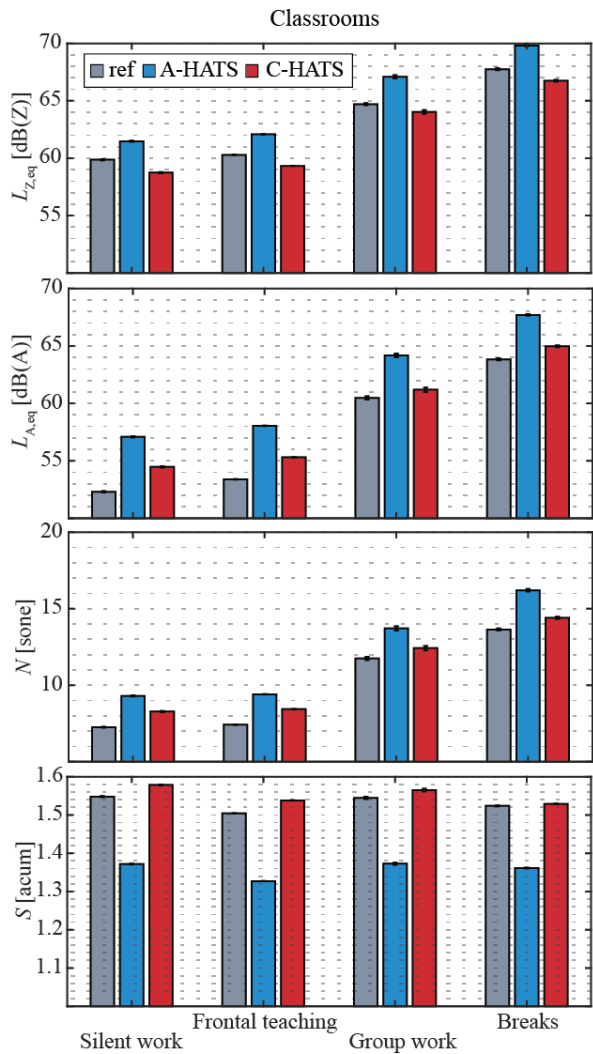 Classrooms
ref A-HATS C-HATS
L_Z,eq [dB(Z)]
70
65
60
55
L_A,eq [dB(A)]
70
65
60
55
N [sone]
20
15
10
S [acum]
1.6
1.5
1.4
1.3
1.2
1.1
Frontal teaching Breaks
Silent work Group work